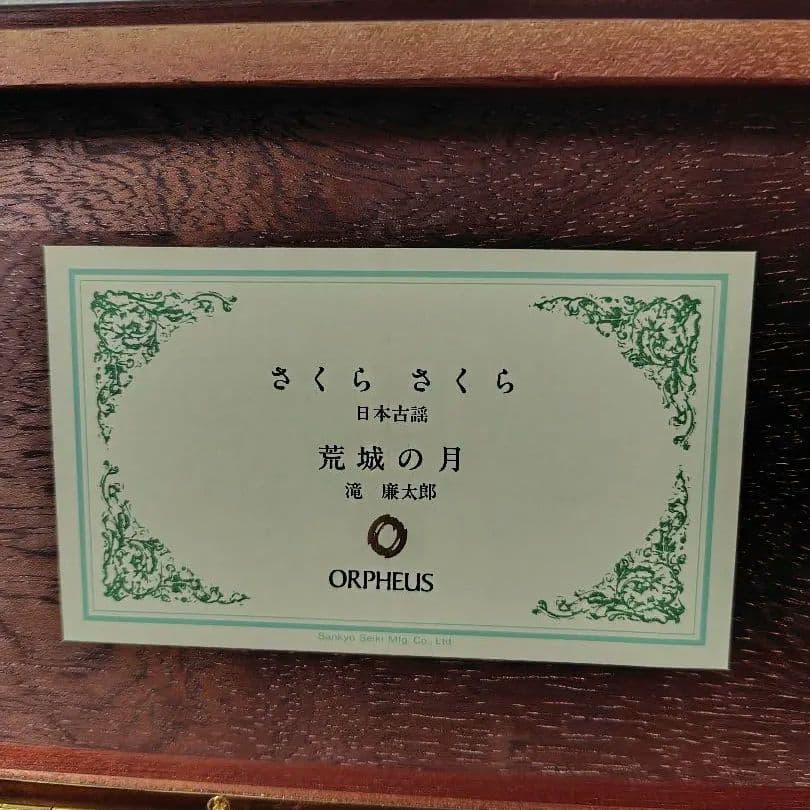 さくら さくら
日本古謡
荒城の月
滝 廉太郎
ORPHEUS
Sankyo Seiki Mfg. Co., Ltd